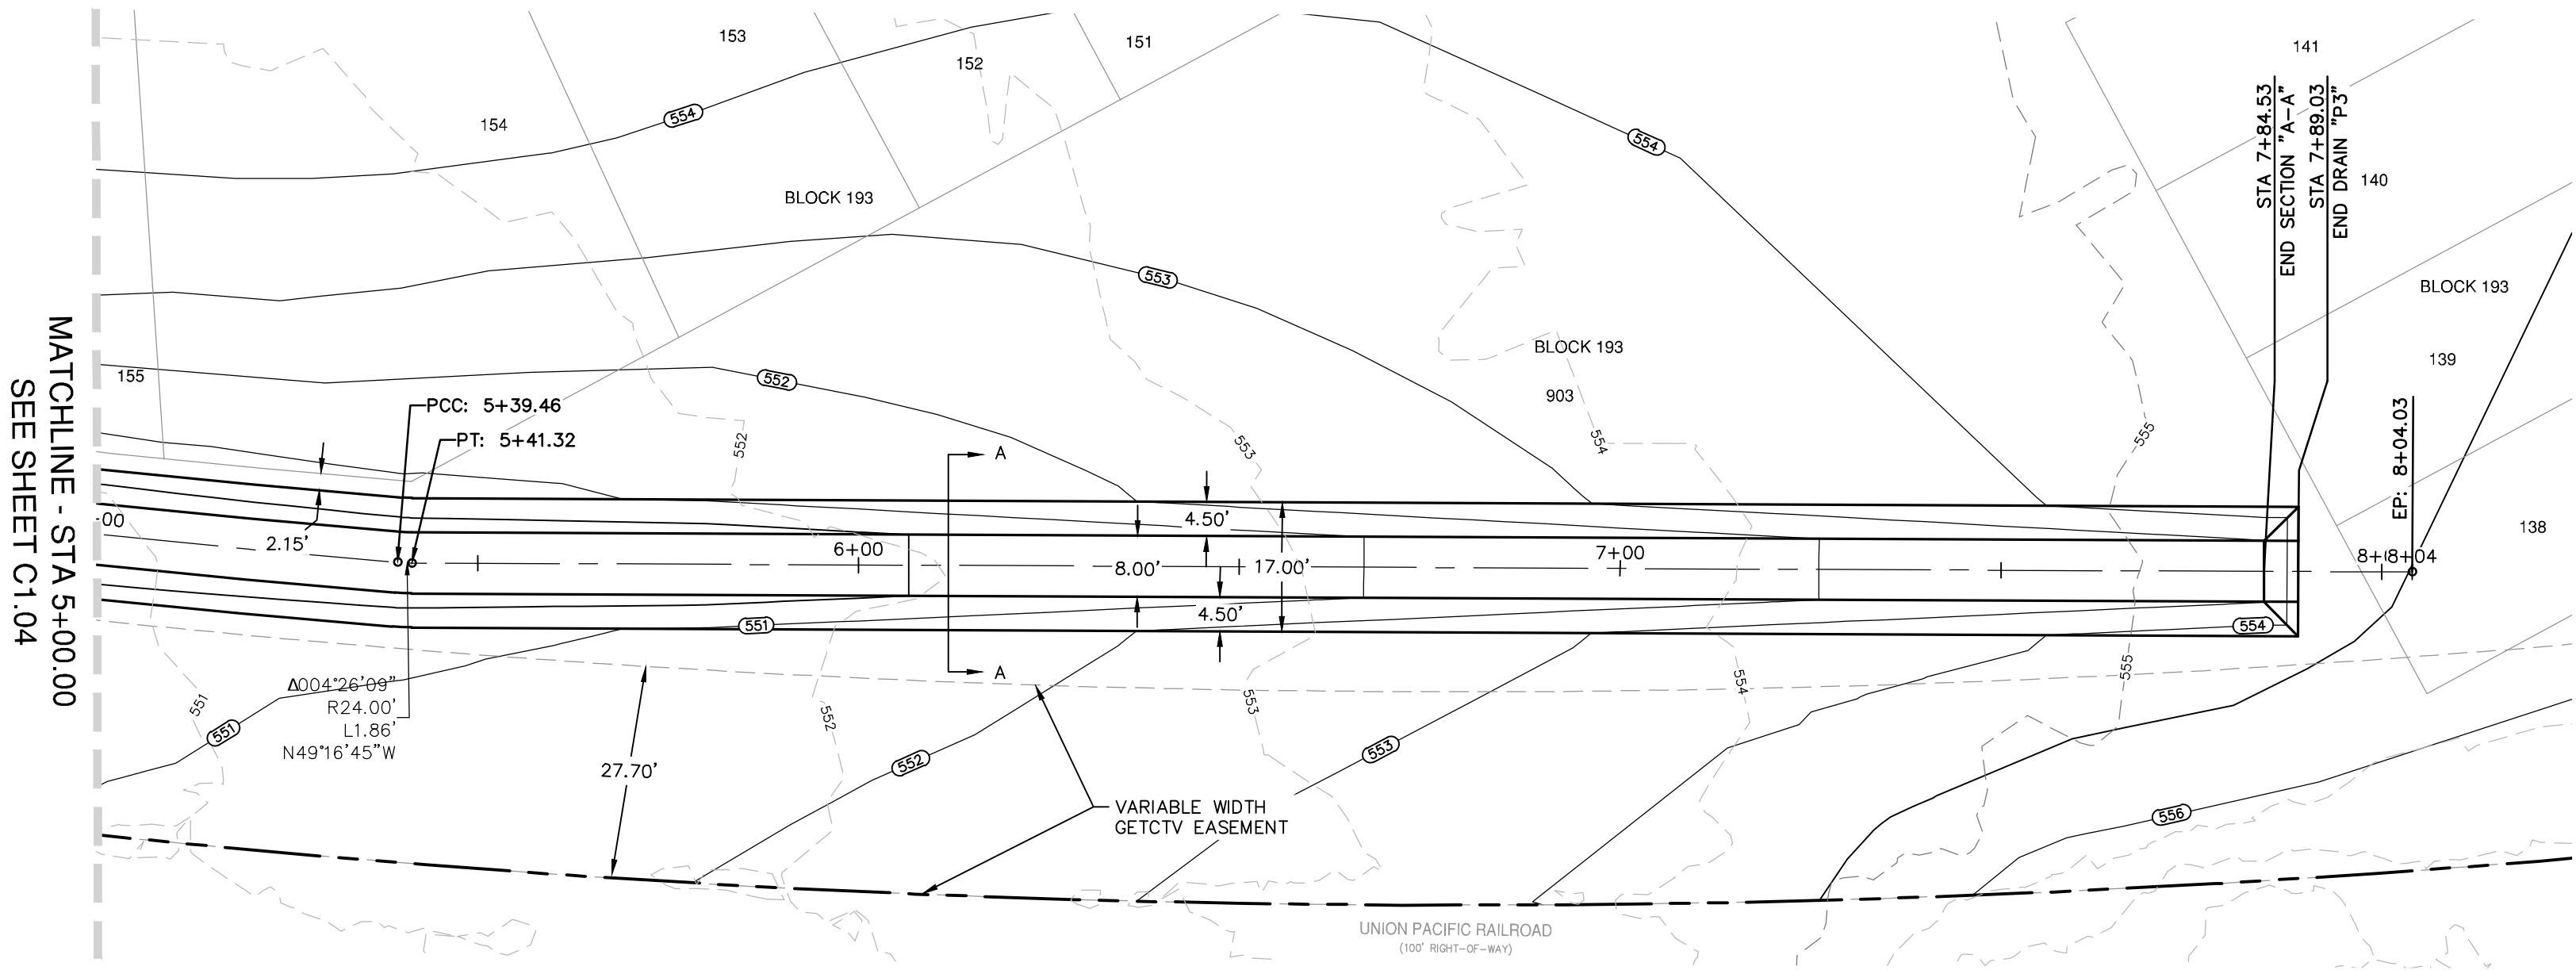 MATCHLINE - STA 5+00.00
SEE SHEET C1.04
153
151
152
154
554
554
141
STA 7+84.53
END SECTION "A-A"
STA 7+89.03
END DRAIN "P3"
140
BLOCK 193
553
BLOCK 193
BLOCK 193
139
155
552
903
PCC: 5+39.46
PT: 5+41.32
EP: 8+04.03
552
553
554
555
A
-00
2.15'
4.50'
6+00
7+00
8+04
138
8.00'
17.00'
4.50'
551
554
A
Δ004°26'09"
R24.00'
L1.86'
N49°16'45"W
551
551
552
553
554
555
27.70'
552
553
556
VARIABLE WIDTH
GETCTV EASEMENT
UNION PACIFIC RAILROAD
(100' RIGHT-OF-WAY)